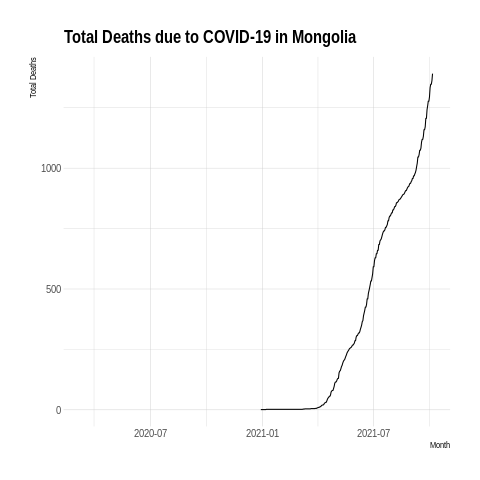 Total Deaths due to COVID-19 in Mongolia
Total Deaths
1000
500
0
2020-07 2021-01 2021-07
Month